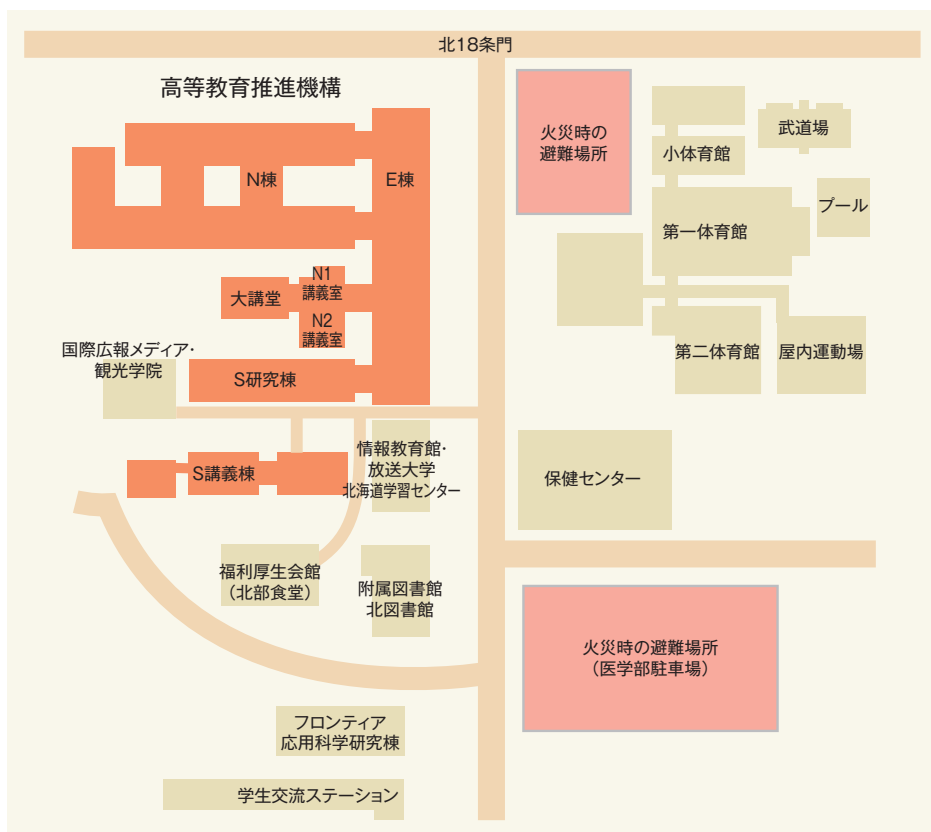 北18条門
高等教育推進機構
火災時の
避難場所
武道場
小体育館
N棟
E棟
プール
第一体育館
N1
講義室
大講堂
N2
講義室
国際広報メディア・
観光学院
第二体育館
屋内運動場
S研究棟
情報教育館・
放送大学
北海道学習センター
S講義棟
保健センター
福利厚生会館
(北部食堂)
附属図書館
北図書館
火災時の避難場所
(医学部駐車場)
フロンティア
応用科学研究棟
学生交流ステーション